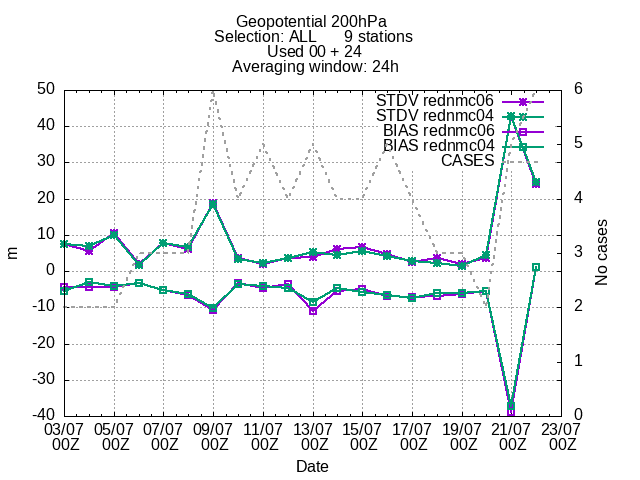 Geopotential 200hPa
Selection: ALL 9 stations
Used 00 + 24
Averaging window: 24h
STDV rednmc06
STDV rednmc04
BIAS rednmc06
BIAS rednmc04
CASES
50
40
30
20
10
0
-10
-20
-30
-40
m
6
5
4
3
2
1
0
No cases
03/07 05/07 07/07 09/07 11/07 13/07 15/07 17/07 19/07 21/07 23/07
00Z 00Z 00Z 00Z 00Z 00Z 00Z 00Z 00Z 00Z 00Z
Date